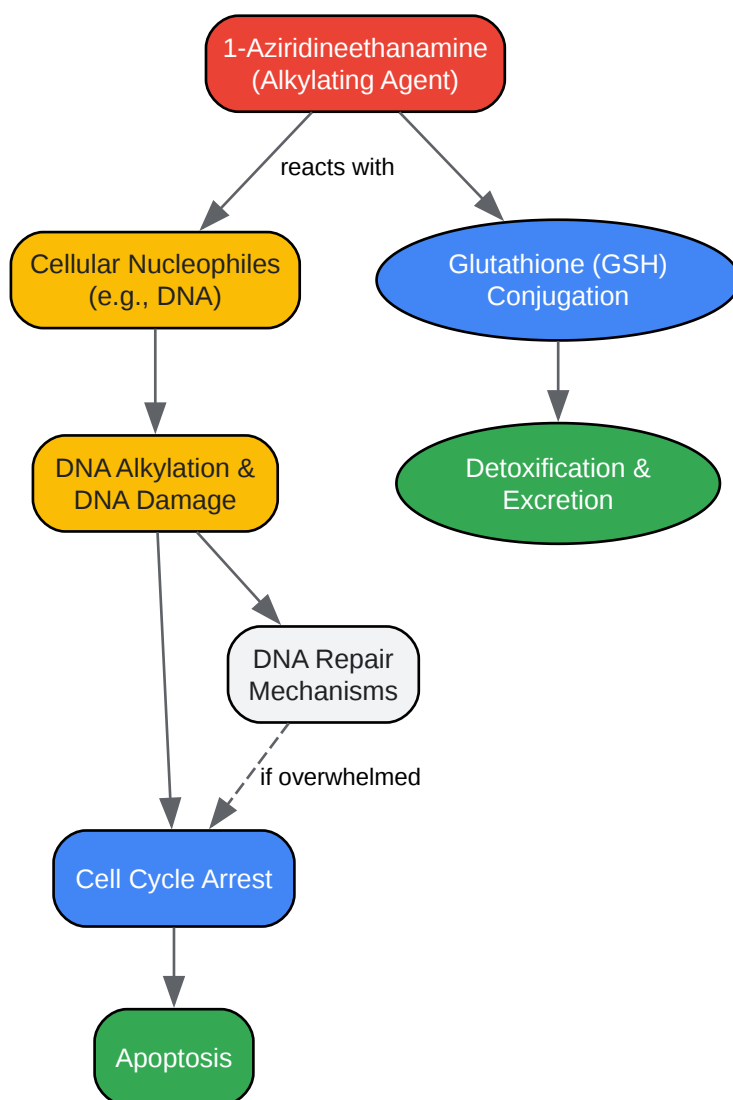 1-Aziridineethanamine
(Alkylating Agent)
reacts with
Cellular Nucleophiles
(e.g., DNA)
Glutathione (GSH)
Conjugation
DNA Alkylation &
DNA Damage
Detoxification &
Excretion
DNA Repair
Mechanisms
if overwhelmed
Cell Cycle Arrest
Apoptosis